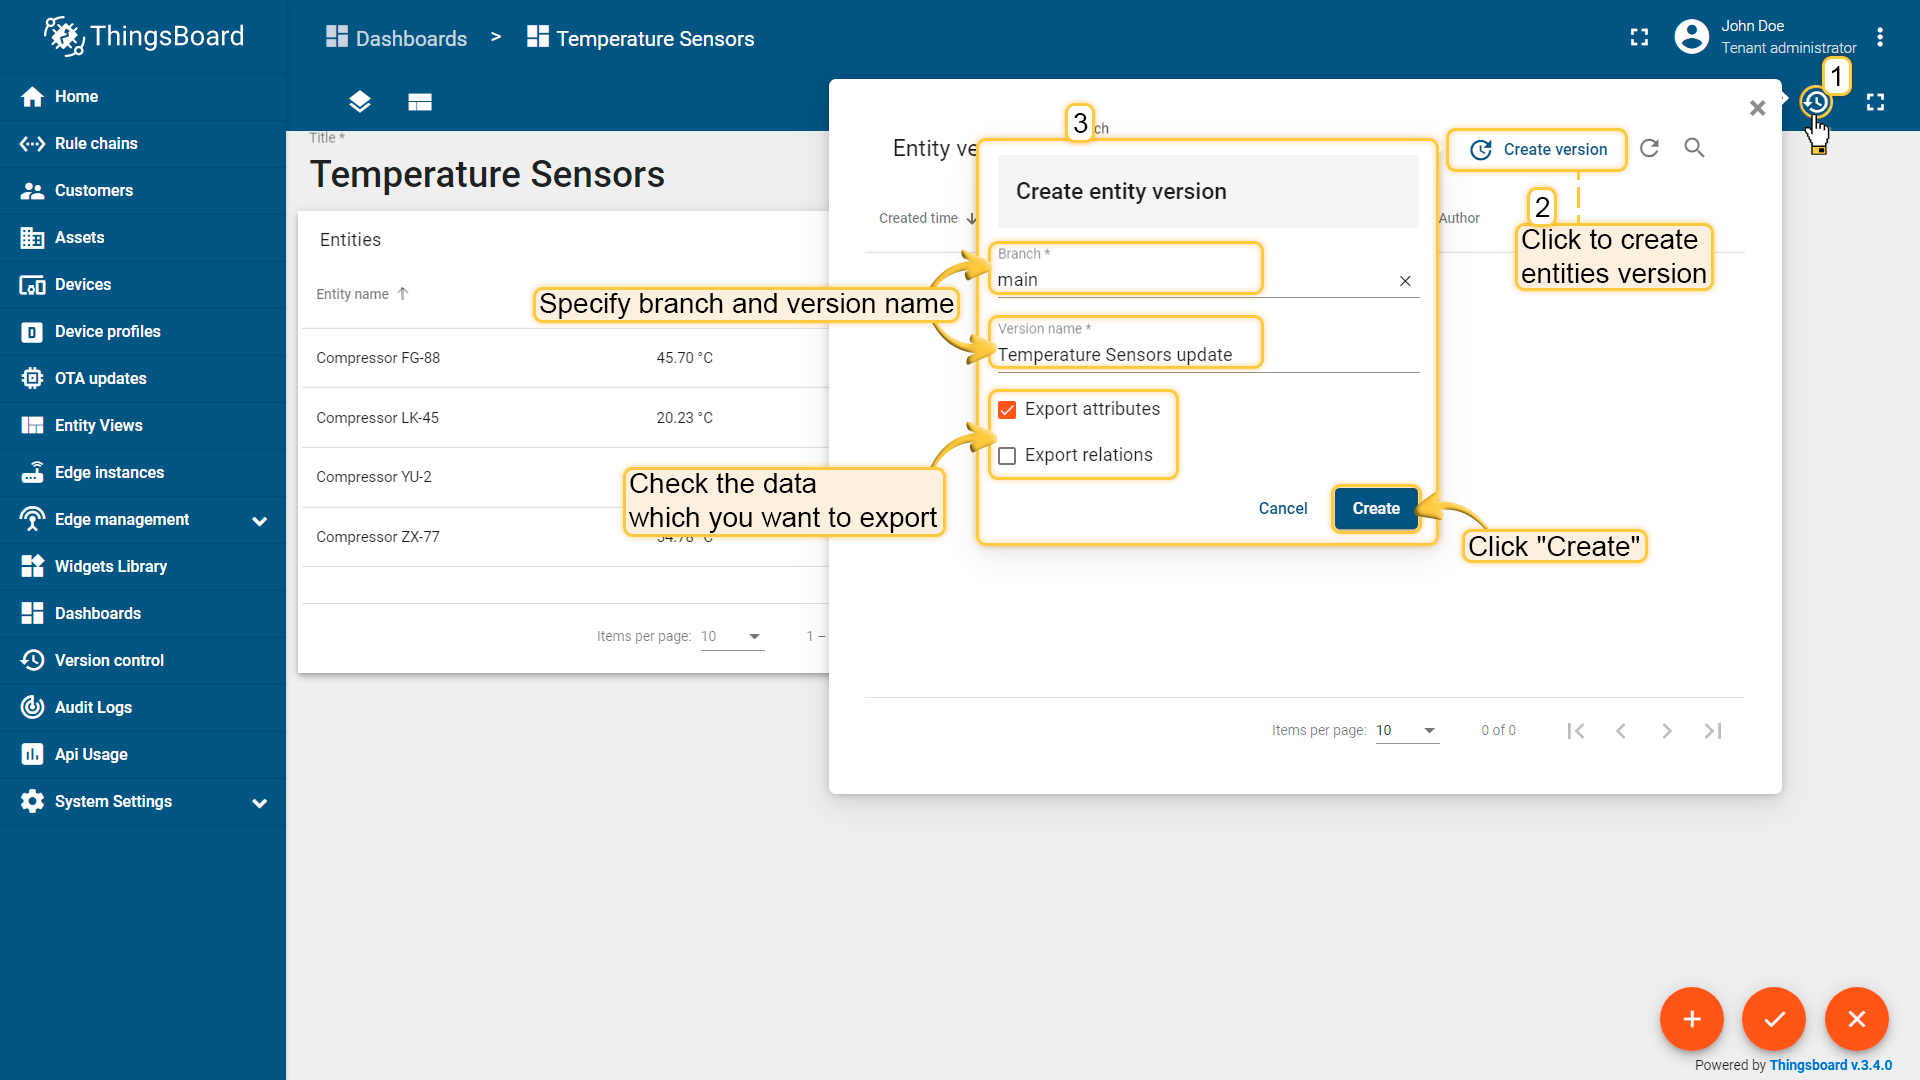 ThingsBoard
Dashboards > Temperature Sensors
John Doe
Tenant administrator
1
Home
Rule chains
Customers
Assets
Devices
Device profiles
OTA updates
Entity Views
Edge instances
Edge management
Widgets Library
Dashboards
Version control
Audit Logs
Api Usage
System Settings
Title *
Temperature Sensors
Entities
Entity name
Compressor FG-88 45.70 °C
Compressor LK-45 20.23 °C
Compressor YU-2
Compressor ZX-77
Items per page: 10 1 –
Entity ve
3
ch
Create version
Created time
Author
2
Click to create
entities version
Create entity version
Branch *
main
Specify branch and version name
Version name *
Temperature Sensors update
Export attributes
Export relations
Check the data
which you want to export
Cancel
Create
Click "Create"
Items per page: 10 0 of 0
Powered by Thingsboard v.3.4.0